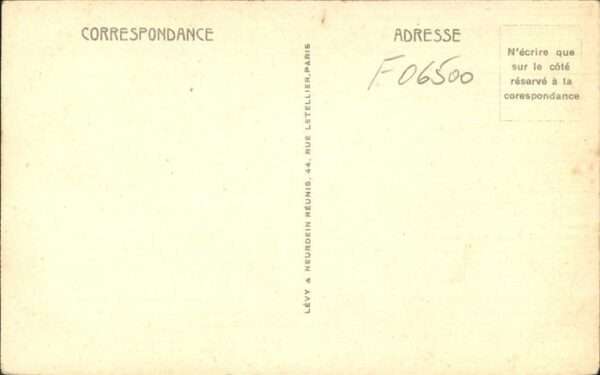 CORRESPONDANCE
ADRESSE
N'écrire que
sur le côté
réservé à la
corespondance
F 06500
LÉVY & NEURDEIN RÉUNIS, 44, RUE LETELLIER, PARIS